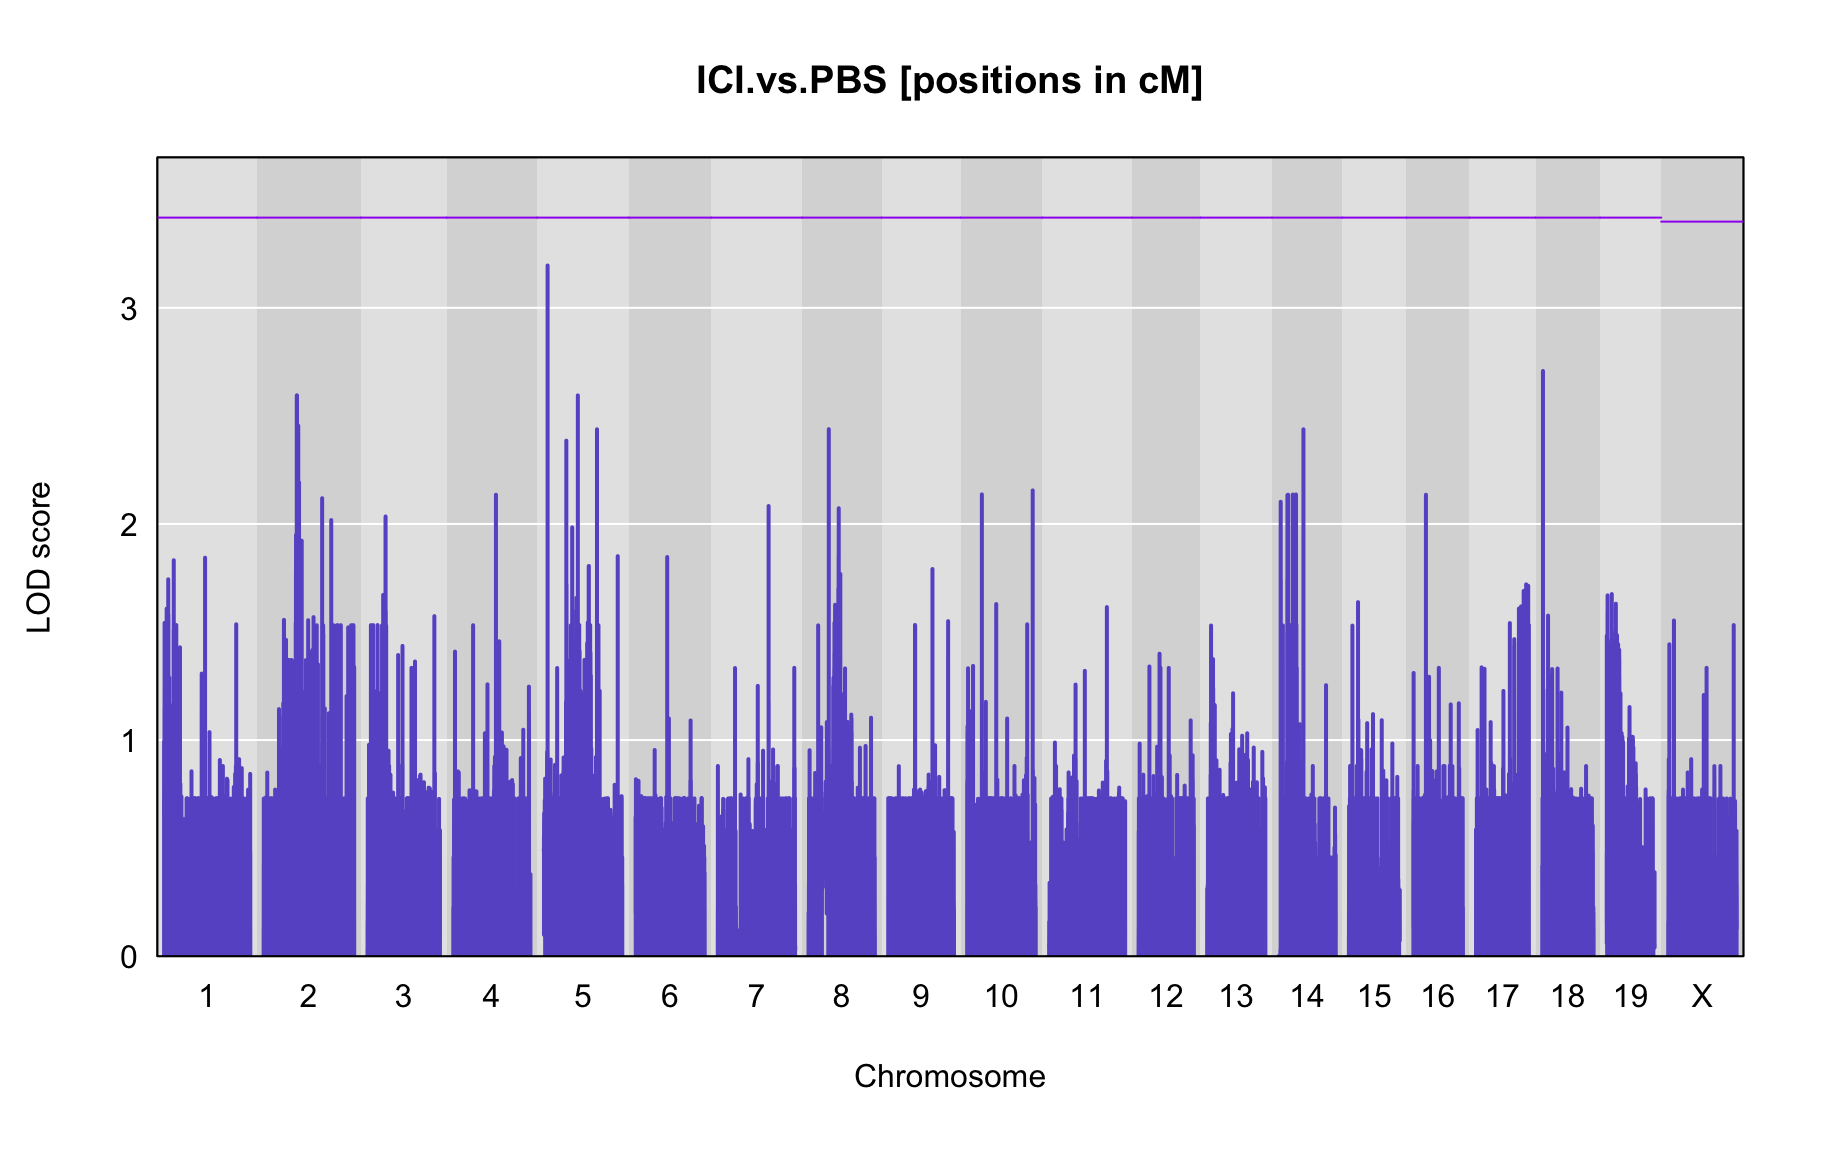 ICI.vs.PBS [positions in cM]
LOD score
3
2
1
0
1 2 3 4 5 6 7 8 9 10 11 12 13 14 15 16 17 18 19 X
Chromosome